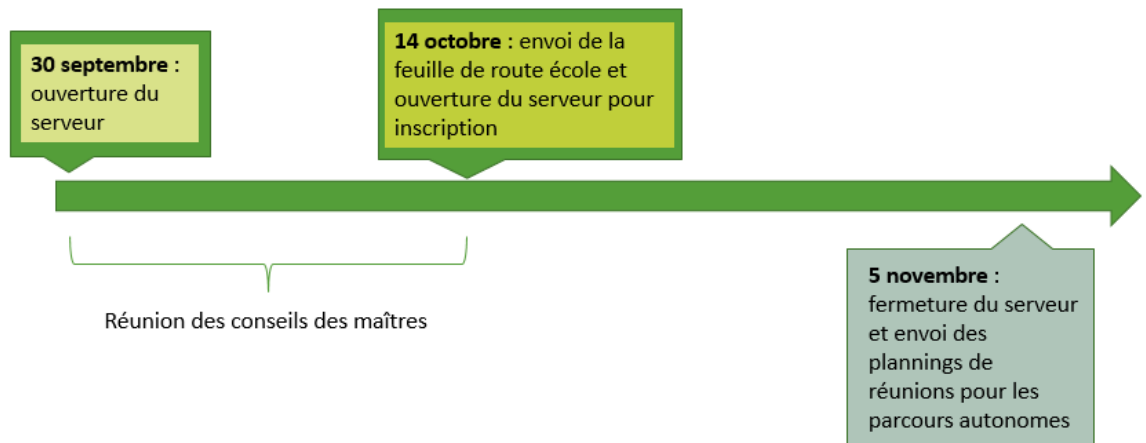 30 septembre :
ouverture du
serveur
14 octobre : envoi de la
feuille de route école et
ouverture du serveur pour
inscription
Réunion des conseils des maîtres
5 novembre :
fermeture du serveur
et envoi des
plannings de
réunions pour les
parcours autonomes